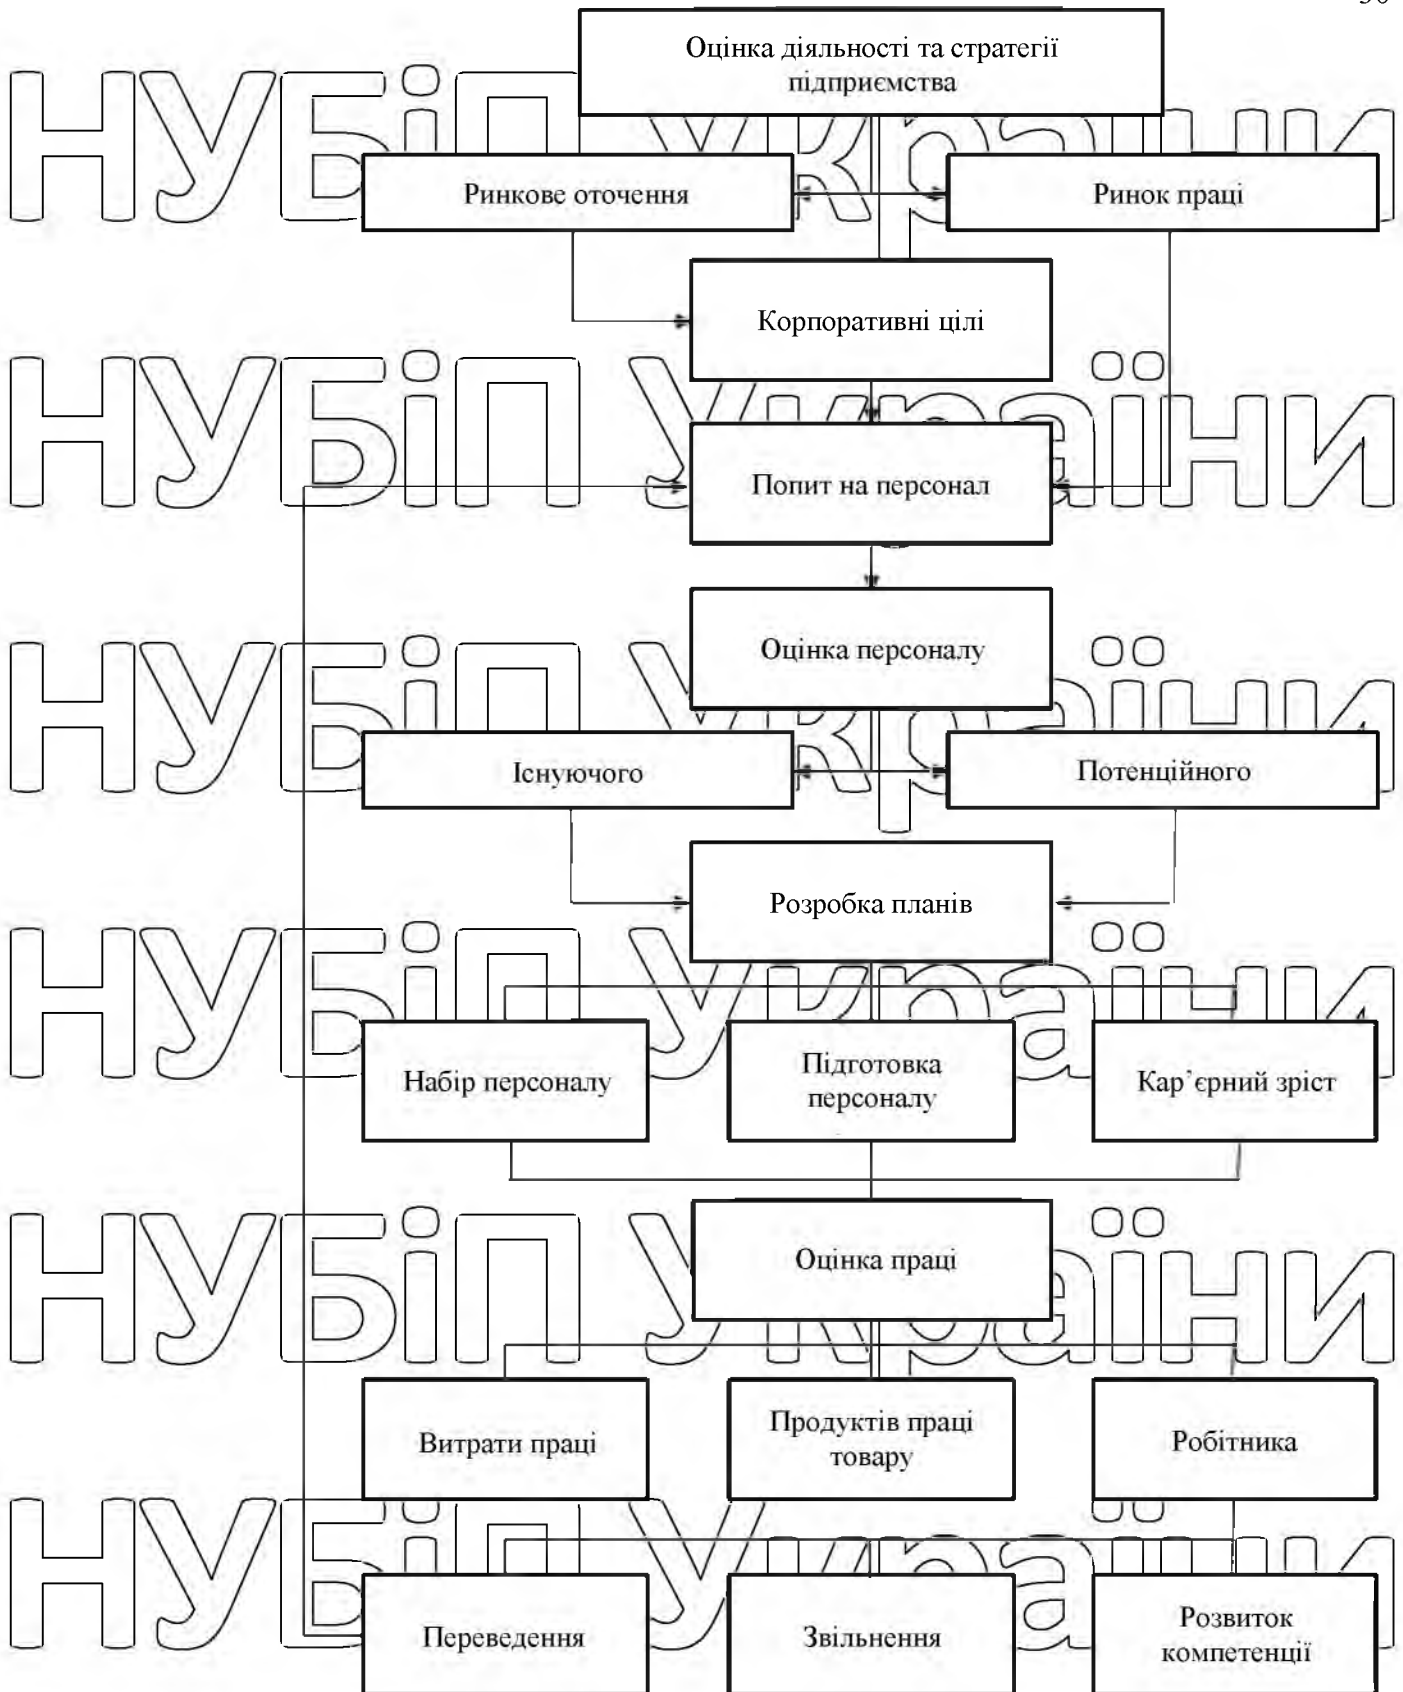 Оцінка діяльності та стратегії
підприємства
НУБіП України
Ринкове оточення
Ринок праці
Корпоративні цілі
НУБіП України
Попит на персонал
Оцінка персоналу
НУБіП України
Існуючого
Потенційного
Розробка планів
НУБіП України
Набір персоналу
Підготовка
персоналу
Кар’єрний зріст
НУБіП України
Оцінка праці
Витрати праці
Продуктів праці
товару
Робітника
НУБіП України
Переведення
Звільнення
Розвиток
компетенції